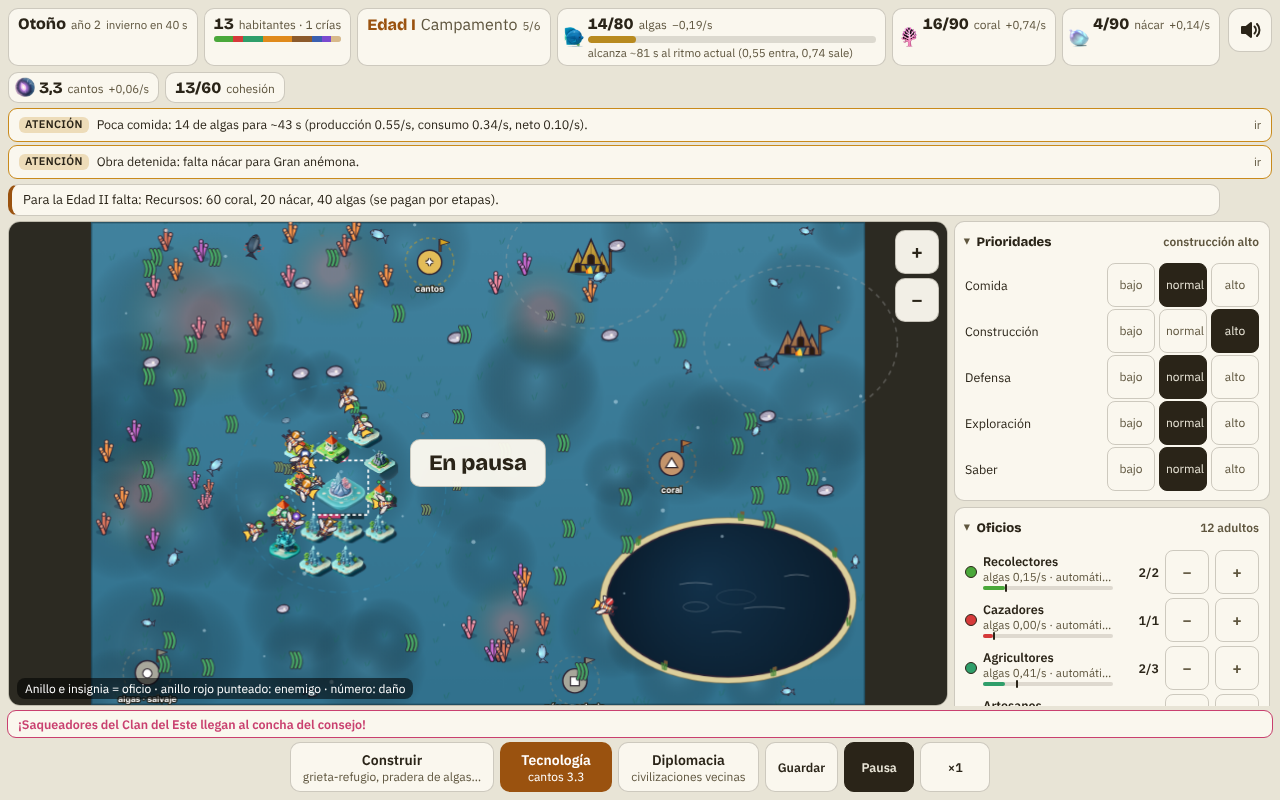 Otoño año 2 invierno en 40 s
13 habitantes · 1 crías
Edad I Campamento 5/6
14/80 algas −0,19/s
alcanza ~81 s al ritmo actual (0,55 entra, 0,74 sale)
16/90 coral +0,74/s
4/90 nácar +0,14/s
3,3 cantos +0,06/s
13/60 cohesión
ATENCIÓN Poca comida: 14 de algas para ~43 s (producción 0.55/s, consumo 0.34/s, neto 0.10/s). ir
ATENCIÓN Obra detenida: falta nácar para Gran anémona. ir
Para la Edad II falta: Recursos: 60 coral, 20 nácar, 40 algas (se pagan por etapas).
cantos
+
−
En pausa
coral
algas · salvaje
Anillo e insignia = oficio · anillo rojo punteado: enemigo · número: daño
▼ Prioridades construcción alto
Comida bajo normal alto
Construcción bajo normal alto
Defensa bajo normal alto
Exploración bajo normal alto
Saber bajo normal alto
▼ Oficios 12 adultos
Recolectores
algas 0,15/s · automáti...
2/2 − +
Cazadores
algas 0,00/s · automáti...
1/1 − +
Agricultores
algas 0,41/s · automáti...
2/3 − +
Artesanos
¡Saqueadores del Clan del Este llegan al concha del consejo!
Construir
grieta-refugio, pradera de algas...
Tecnología
cantos 3.3
Diplomacia
civilizaciones vecinas
Guardar
Pausa
×1